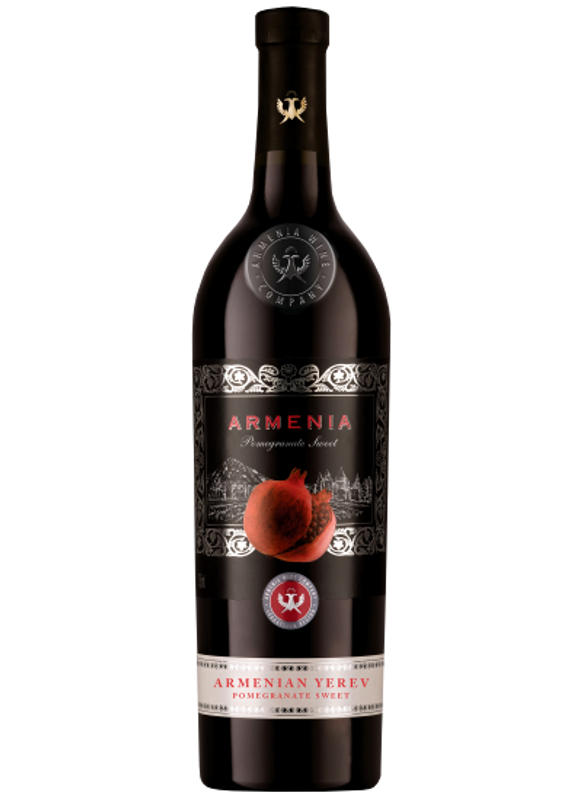 ARMENIA WINE
COMPANY
ARMENIA
Pomegranate Sweet
ARMENIAN YEREV
POMEGRANATE SWEET